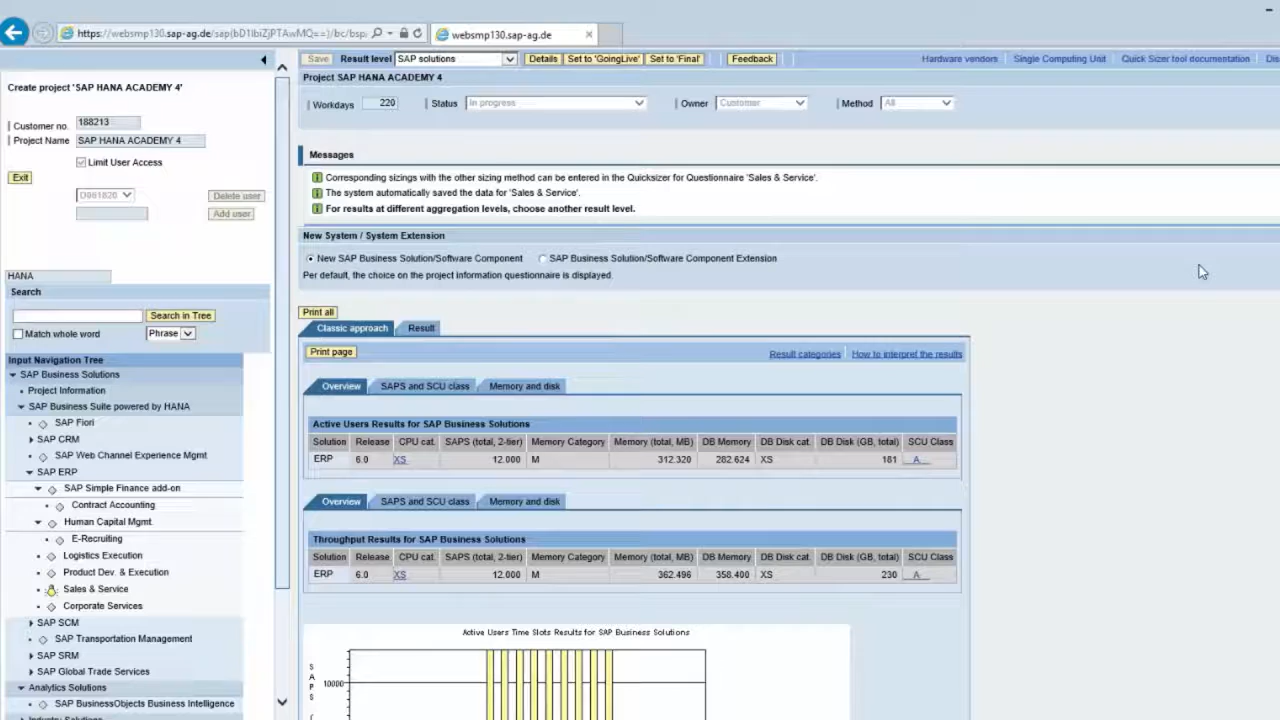 https://websmp130.sap-ag.de/sap(bD1lbiZjPTAwMQ==)/bc/bsp
websmp130.sap-ag.de
Create project 'SAP HANA ACADEMY 4'
Customer no. 188213
Project Name SAP HANA ACADEMY 4
Limit User Access
Exit
D061820 Delete user
Add user
HANA
Search
Search in Tree
Match whole word Phrase
Input Navigation Tree
SAP Business Solutions
Project Information
SAP Business Suite powered by HANA
SAP Fiori
SAP CRM
SAP Web Channel Experience Mgmt
SAP ERP
SAP Simple Finance add-on
Contract Accounting
Human Capital Mgmt.
E-Recruiting
Logistics Execution
Product Dev. & Execution
Sales & Service
Corporate Services
SAP SCM
SAP Transportation Management
SAP SRM
SAP Global Trade Services
Analytics Solutions
SAP BusinessObjects Business Intelligence
Save Result level SAP solutions Details Set to 'GoingLive' Set to 'Final' Feedback Hardware vendors Single Computing Unit Quick Sizer tool documentation Dis
Project SAP HANA ACADEMY 4
Workdays 220 Status In progress Owner Customer Method All
Messages
Corresponding sizings with the other sizing method can be entered in the Quicksizer for Questionnaire 'Sales & Service'.
The system automatically saved the data for 'Sales & Service'.
For results at different aggregation levels, choose another result level.
New System / System Extension
New SAP Business Solution/Software Component SAP Business Solution/Software Component Extension
Per default, the choice on the project information questionnaire is displayed.
Print all
Classic approach Result
Print page Result categories How to interpret the results
Overview SAPS and SCU class Memory and disk
Active Users Results for SAP Business Solutions
Solution Release CPU cat. SAPS (total, 2-tier) Memory Category Memory (total, MB) DB Memory DB Disk cat. DB Disk (GB, total) SCU Class
ERP 6.0 XS 12.000 M 312.320 282.624 XS 181 A
Overview SAPS and SCU class Memory and disk
Throughput Results for SAP Business Solutions
Solution Release CPU cat. SAPS (total, 2-tier) Memory Category Memory (total, MB) DB Memory DB Disk cat. DB Disk (GB, total) SCU Class
ERP 6.0 XS 12.000 M 362.496 358.400 XS 230 A
Active Users Time Slots Results for SAP Business Solutions
S
A
P
S
10000